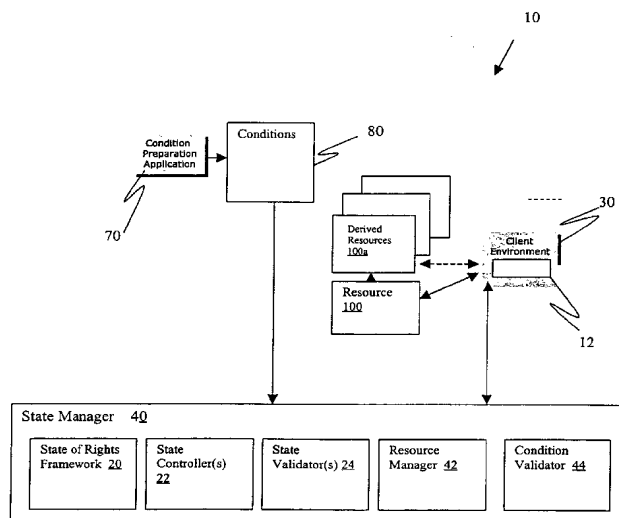 10
Condition
Preparation
Application
70
Conditions
80
Derived
Resources
100a
Resource
100
Client
Environment
30
12
State Manager 40
State of Rights
Framework 20
State
Controller(s)
22
State
Validator(s) 24
Resource
Manager 42
Condition
Validator 44